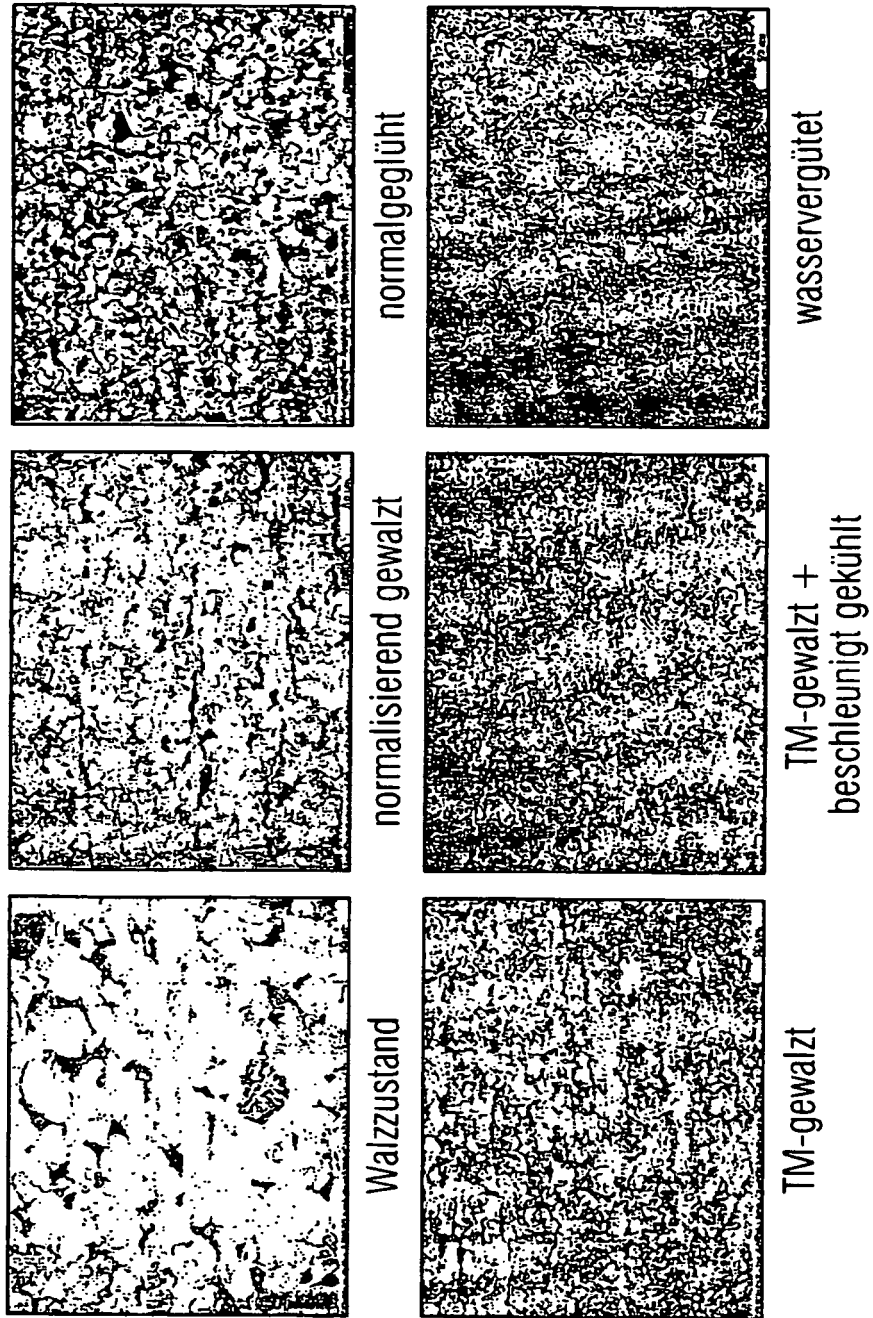 Walzzustand
normalisierend gewalzt
normalgeglüht
TM-gewalzt
TM-gewalzt +
beschleunigt gekühlt
wasservergütet